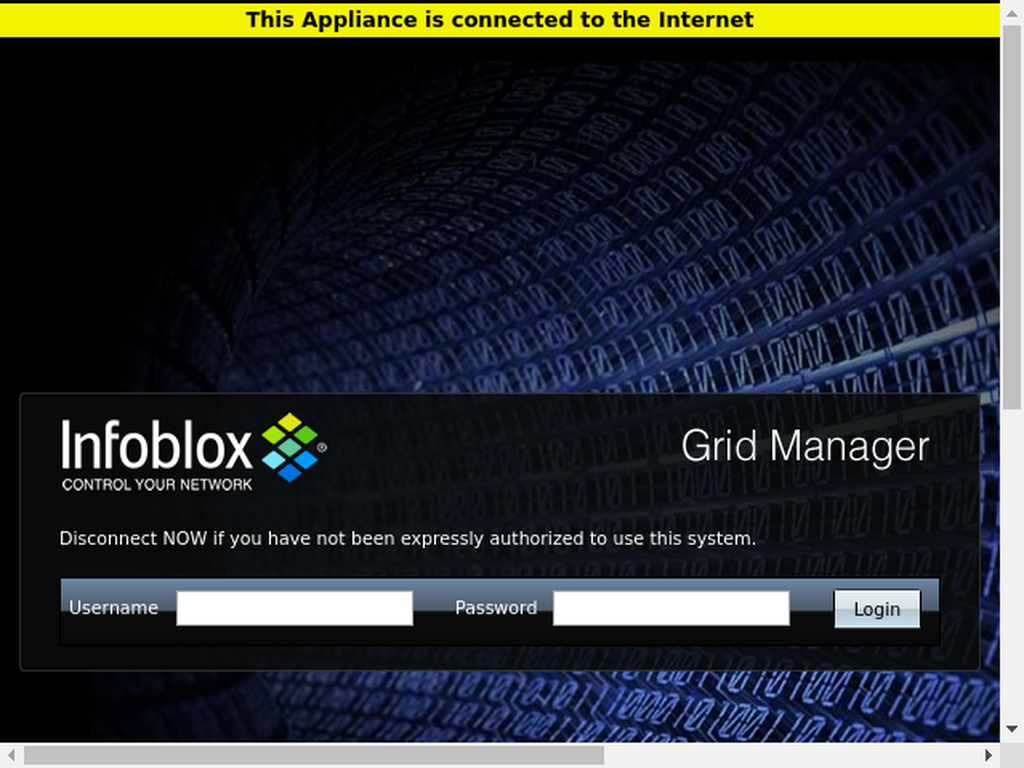 This Appliance is connected to the Internet
Infoblox ®
CONTROL YOUR NETWORK
Grid Manager
Disconnect NOW if you have not been expressly authorized to use this system.
Username Password Login